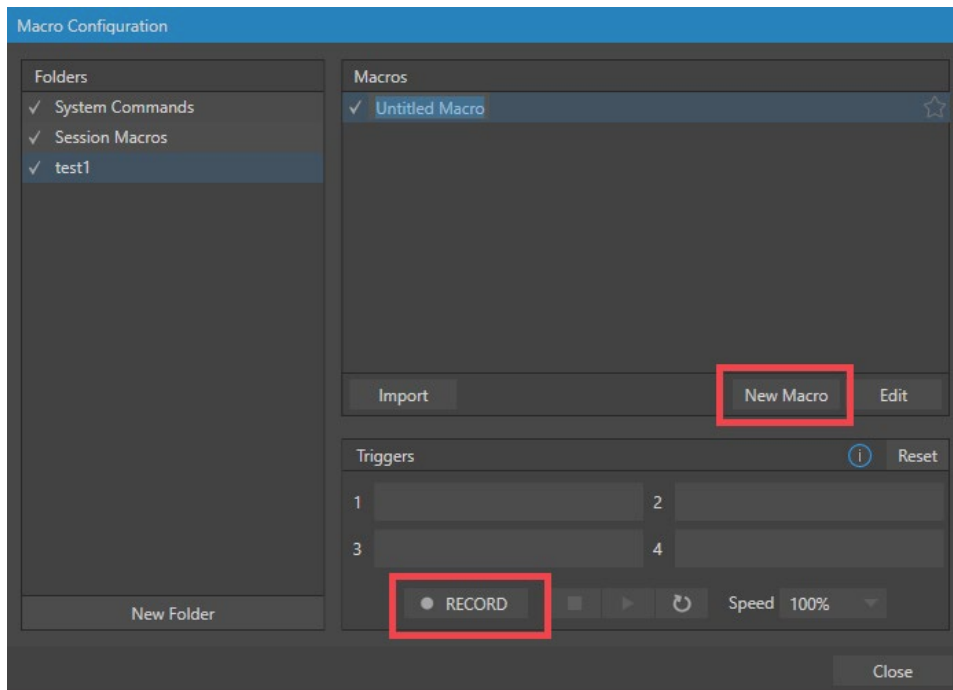 Macro Configuration
Folders
System Commands
Session Macros
test1
New Folder
Macros
Untitled Macro
Import
New Macro
Edit
Triggers
i
Reset
1
2
3
4
RECORD
Speed 100%
Close